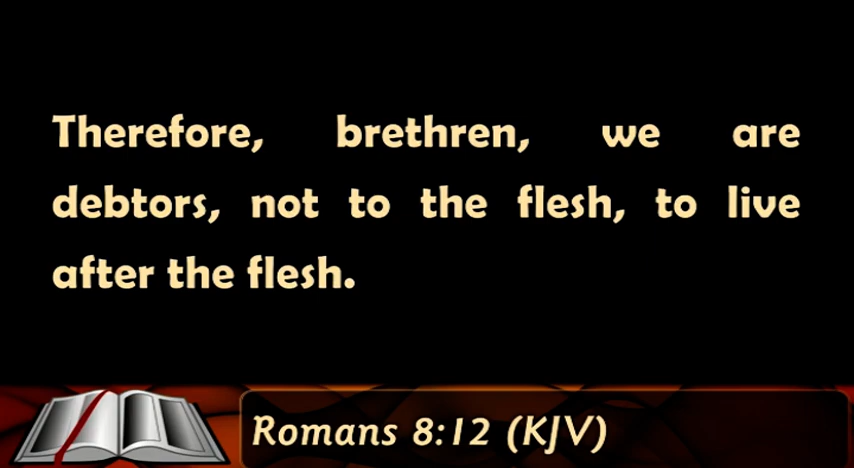 Therefore, brethren, we are
debtors, not to the flesh, to live
after the flesh.
Romans 8:12 (KJV)